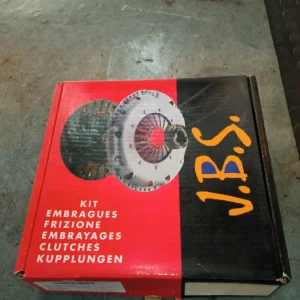 KIT
EMBRAGUES
FRIZIONE
EMBRAYAGES
CLUTCHES
KUPPLUNGEN
J.B.S.